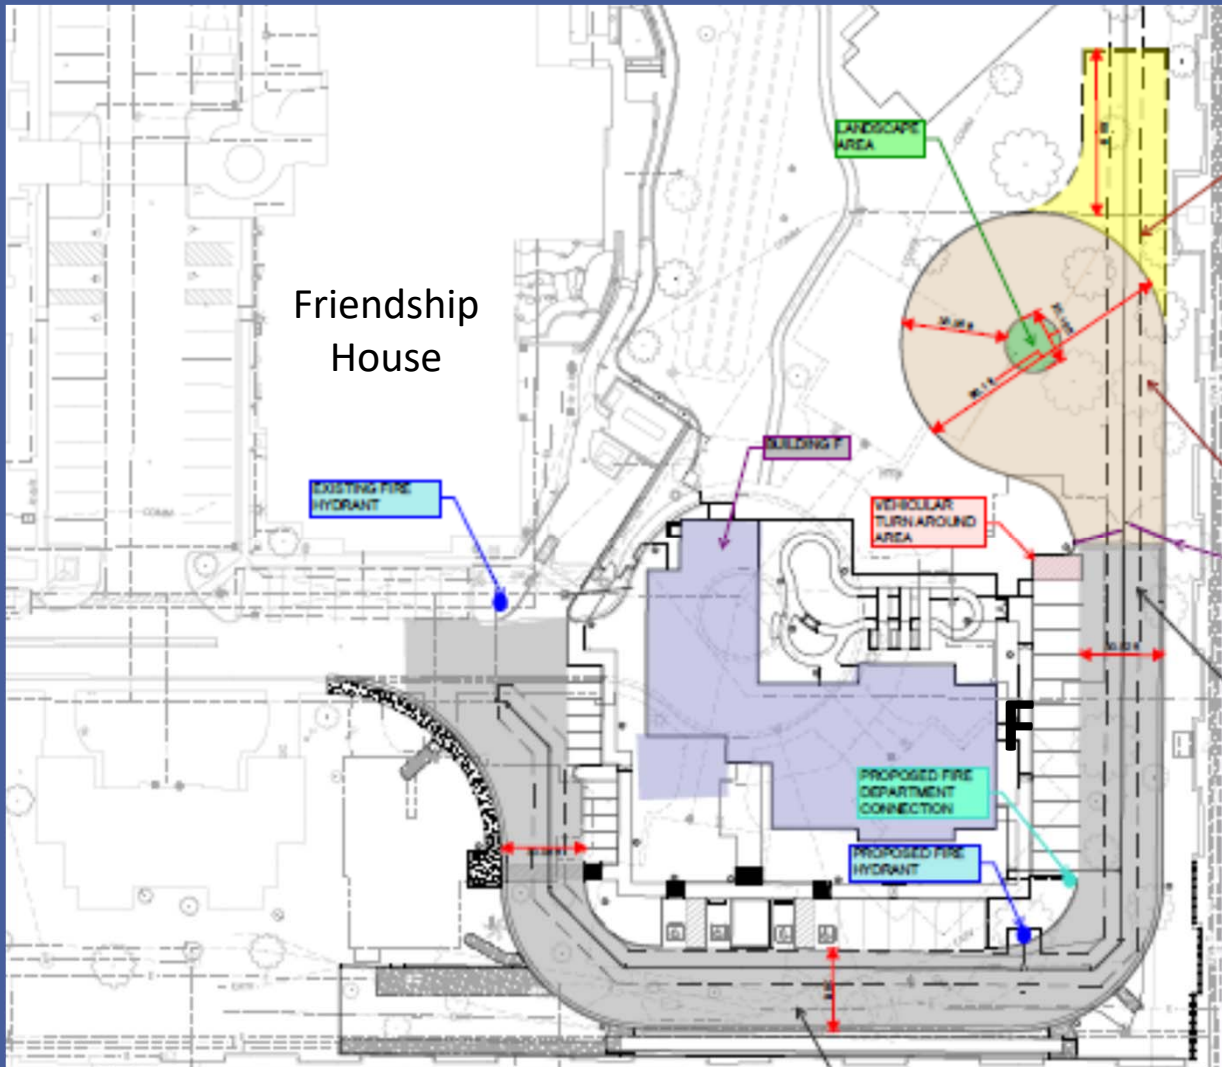 LANDSCAPE
AREA
Friendship
House
BUILDING F
EXISTING FIRE
HYDRANT
VEHICULAR
TURN AROUND
AREA
PROPOSED FIRE
DEPARTMENT
CONNECTION
PROPOSED FIRE
HYDRANT